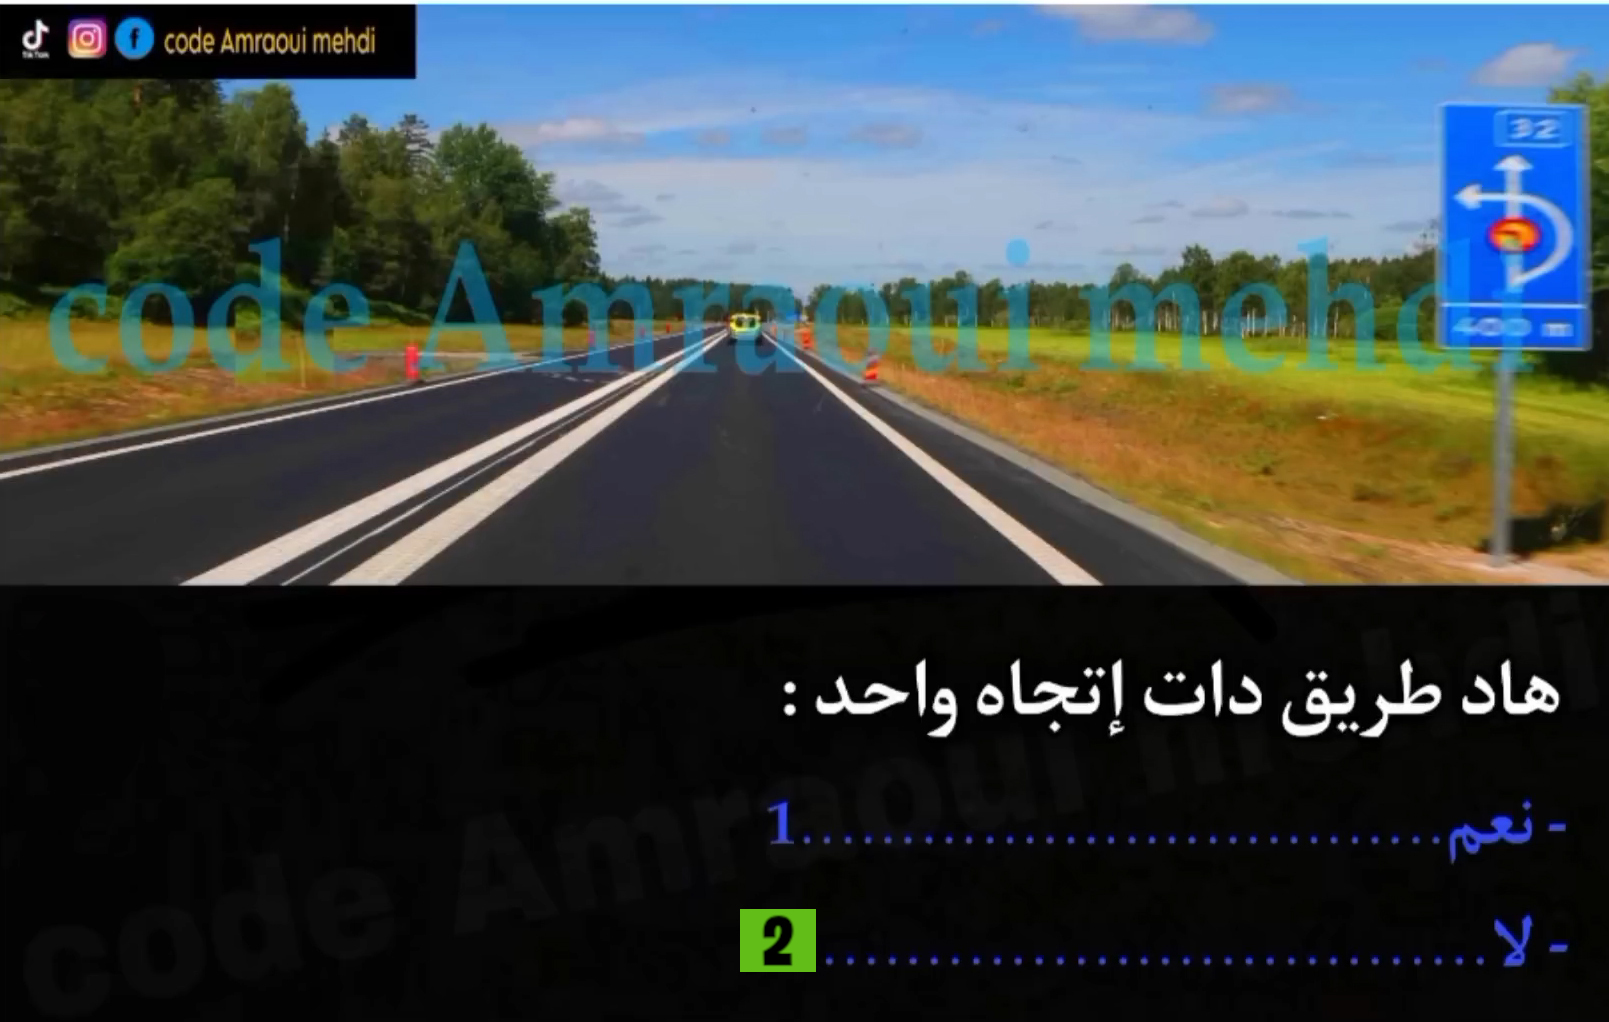 TikTok
code Amraoui mehdi
32
400 m
code Amraoui mehdi
هاد طريق دات إتجاه واحد :
- نعم................................1
- لا.................................2
code Amraoui mehdi